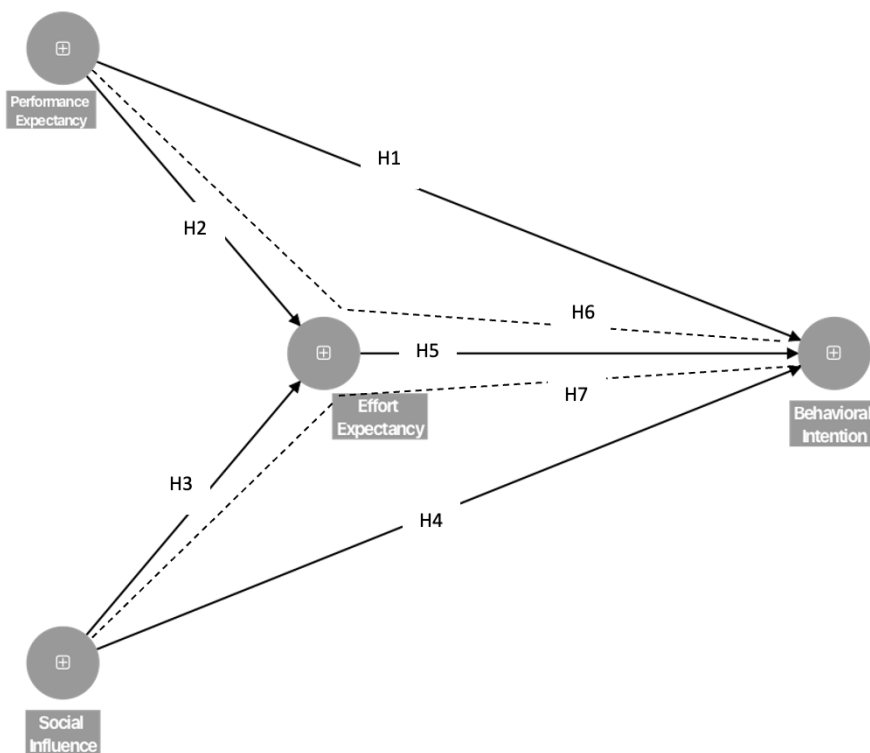 Performance
Expectancy
H1
H2
H6
H5
H7
Effort
Expectancy
Behavioral
Intention
H3
H4
Social
Influence